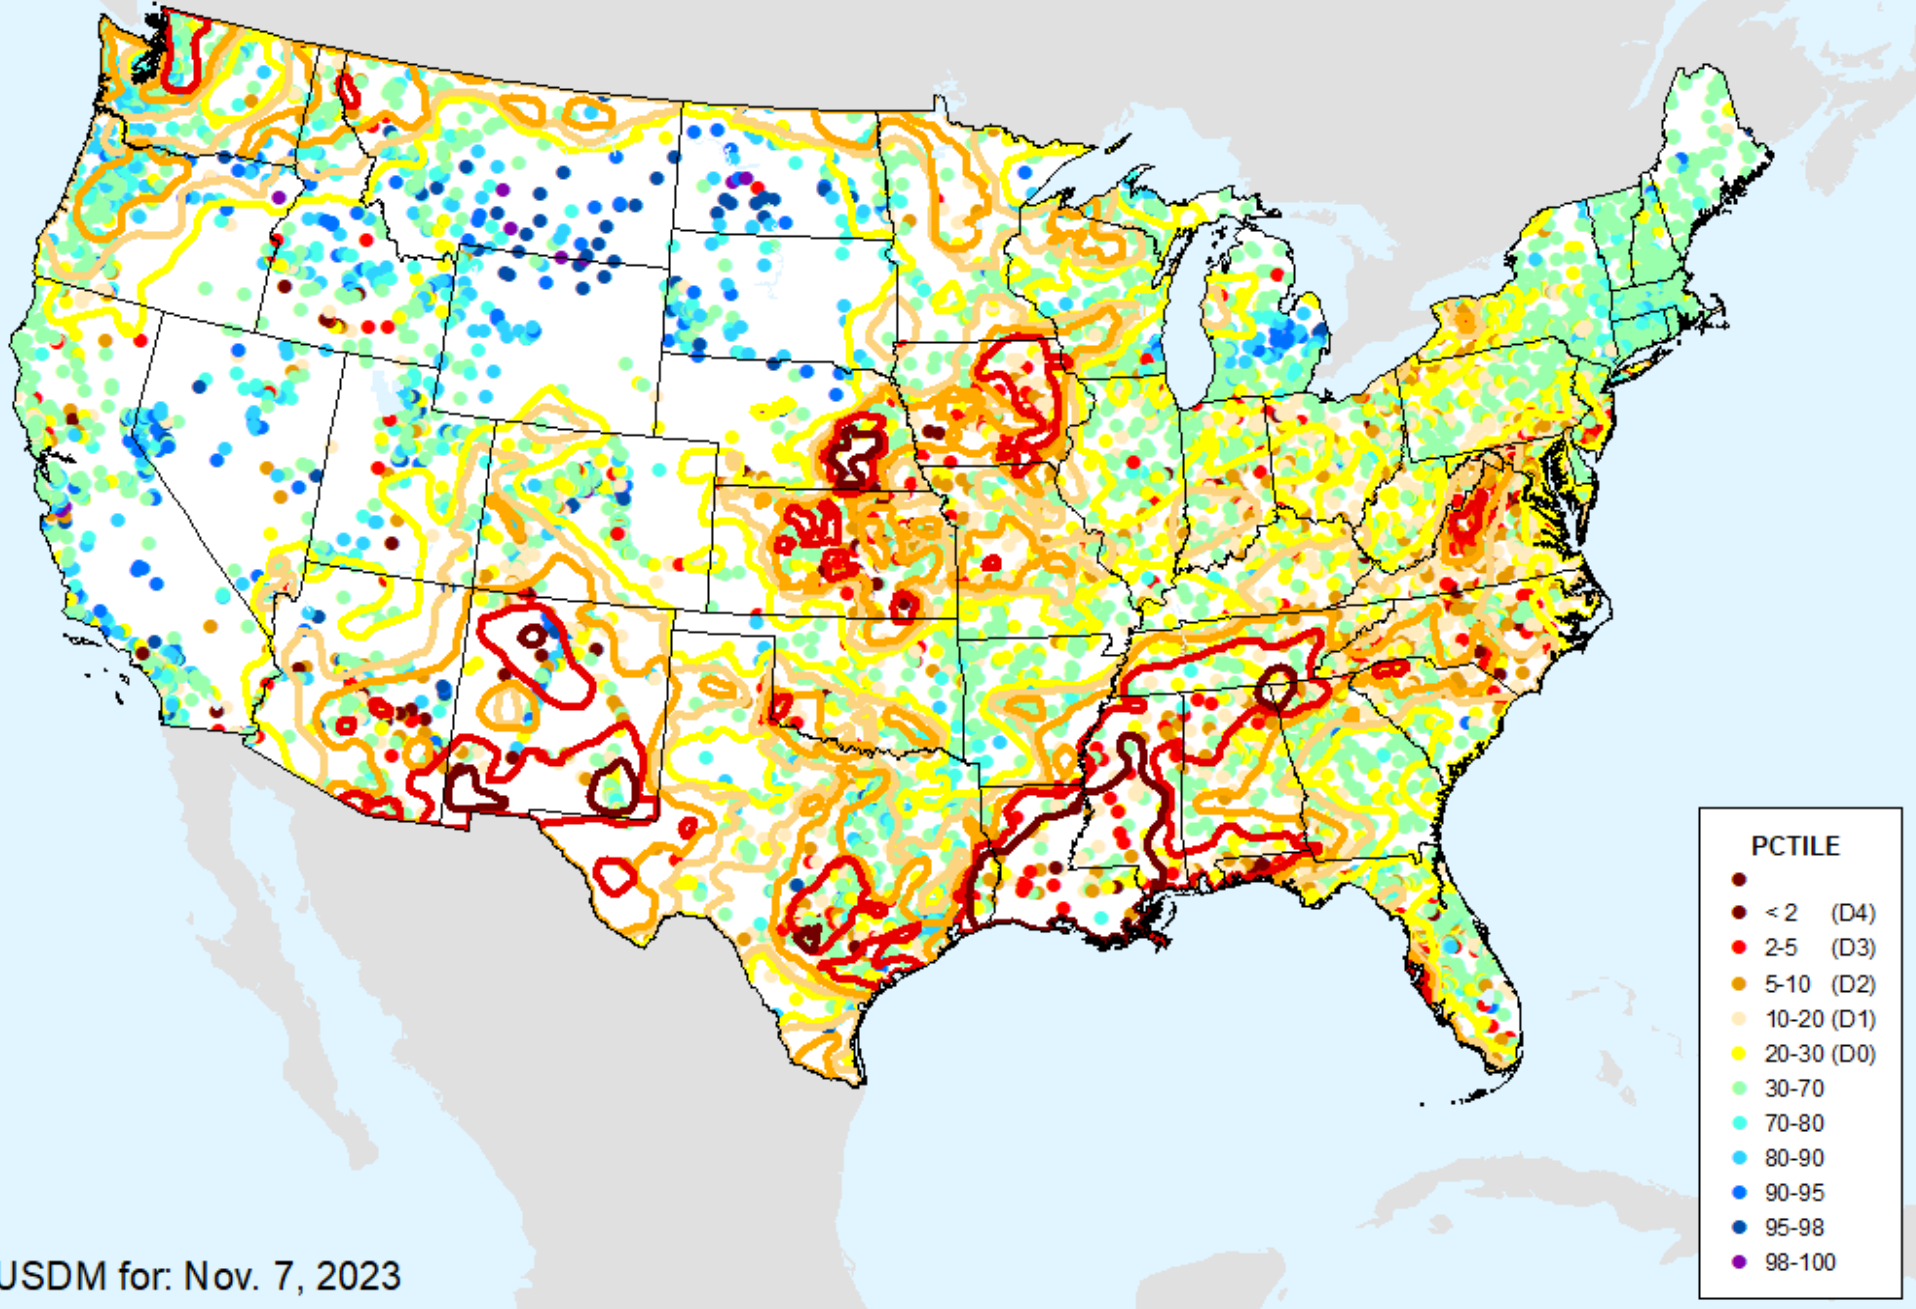 PCTILE
< 2 (D4)
2-5 (D3)
5-10 (D2)
10-20 (D1)
20-30 (D0)
30-70
70-80
80-90
90-95
95-98
98-100
USDM for: Nov. 7, 2023